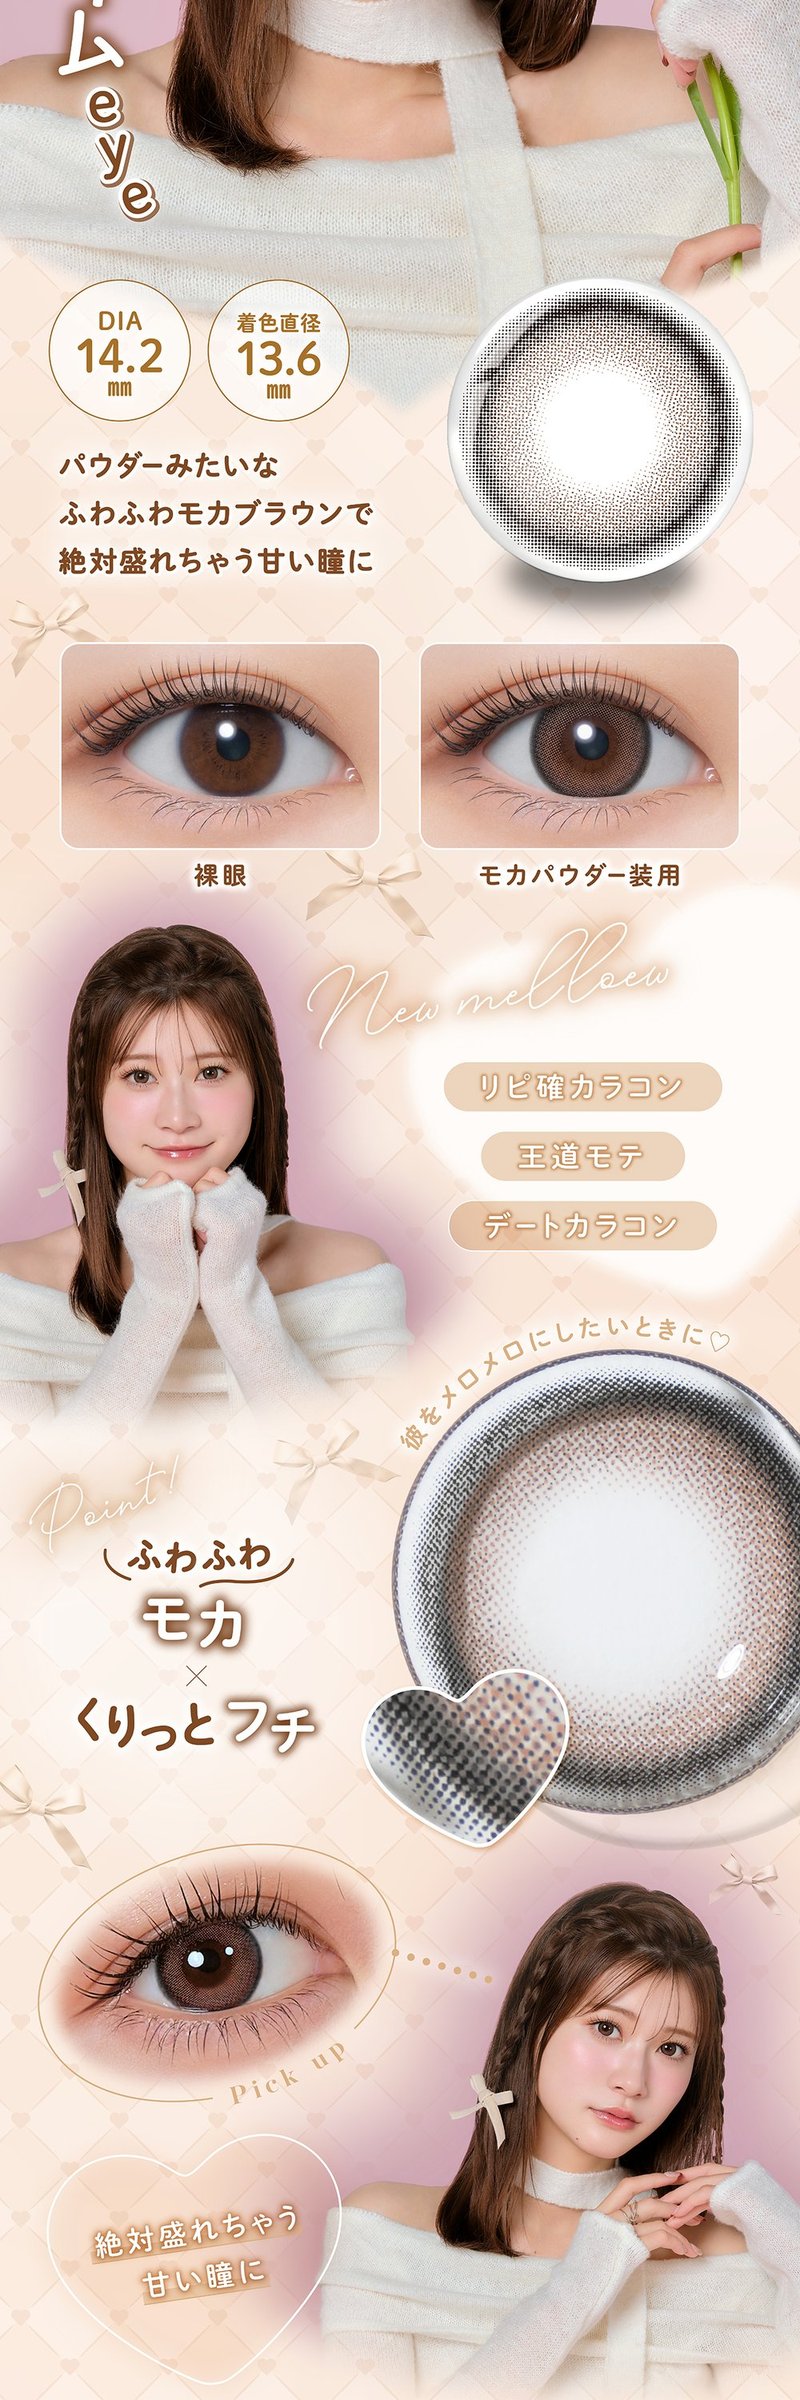 ム
eye
DIA
14.2
mm
着色直径
13.6
mm
パウダーみたいな
ふわふわモカブラウンで
絶対盛れちゃう甘い瞳に
裸眼
モカパウダー装用
New melloew
リピ確カラコン
王道モテ
デートカラコン
彼をメロメロにしたいときに♡
Point!
ふわふわ
モカ
×
くりっとフチ
Pick up
絶対盛れちゃう
甘い瞳に